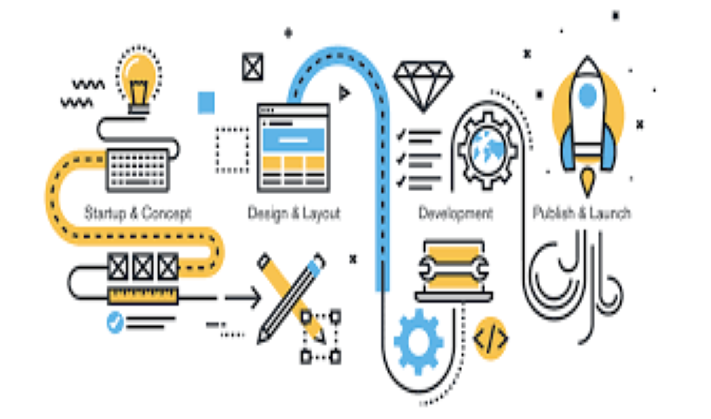 Startup & Concept
Design & Layout
Development
Publish & Launch
</>